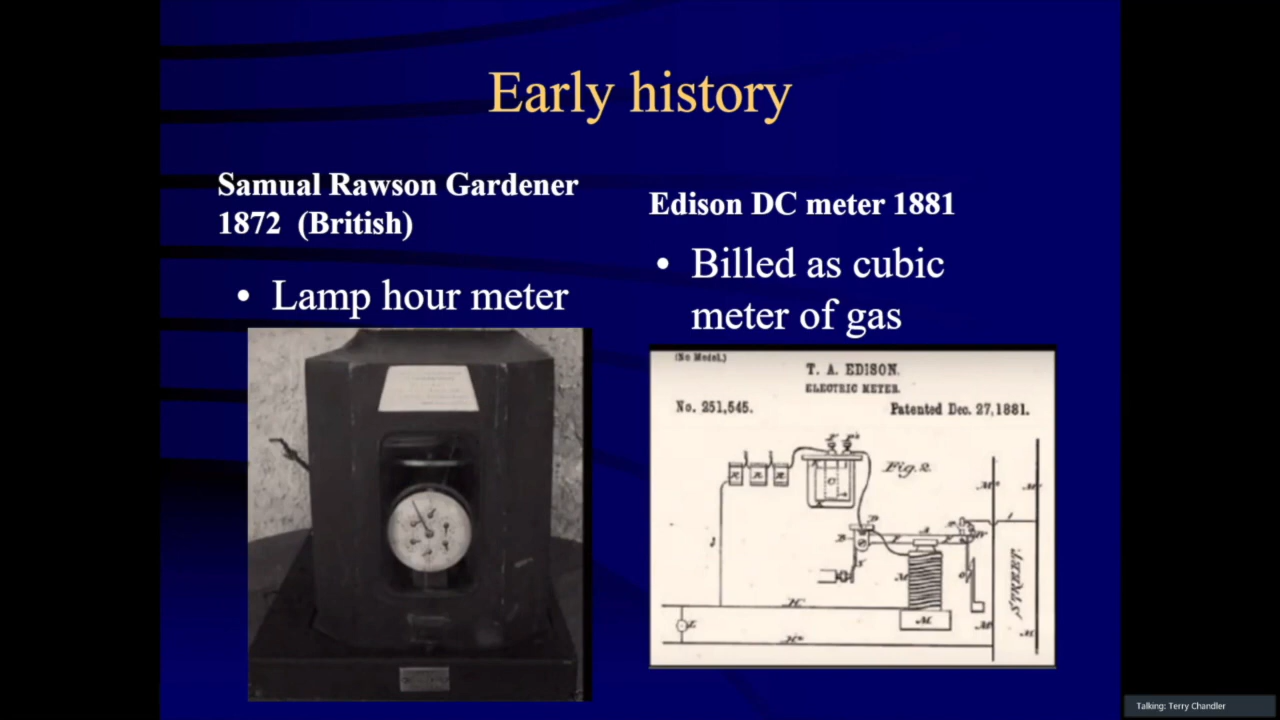 Early history
Samual Rawson Gardener
1872 (British)
• Lamp hour meter
Edison DC meter 1881
• Billed as cubic
meter of gas
(No Model.)
T. A. EDISON.
ELECTRIC METER.
No. 251,545.
Patented Dec. 27, 1881.
Fig. 2.
STREET.
Talking: Terry Chandler